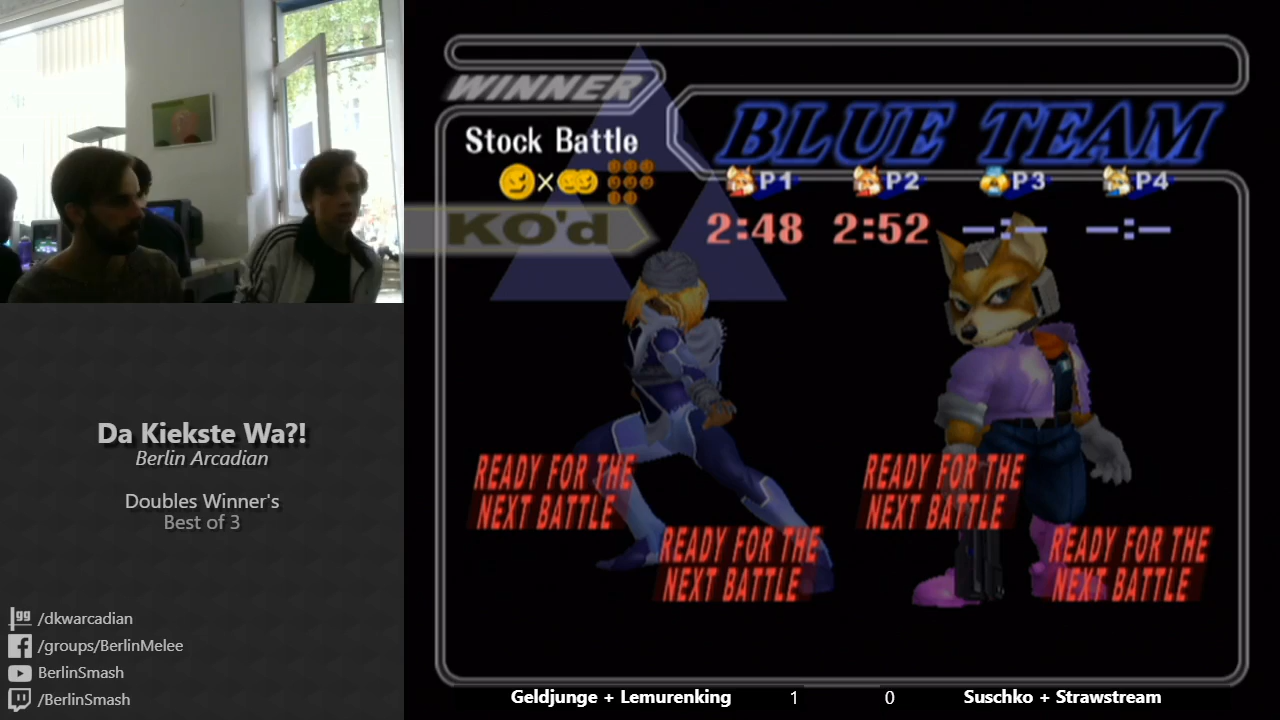 WINNER
BLUE TEAM
Stock Battle
×
P1
P2
P3
P4
KO'd
2:48
2:52
—:—
—:—
READY FOR THE
NEXT BATTLE
READY FOR THE
NEXT BATTLE
READY FOR THE
NEXT BATTLE
READY FOR THE
NEXT BATTLE
Da Kiekste Wa?!
Berlin Arcadian
Doubles Winner's
Best of 3
gg /dkwarcadian
/groups/BerlinMelee
BerlinSmash
/BerlinSmash
Geldjunge + Lemurenking 1 0 Suschko + Strawstream